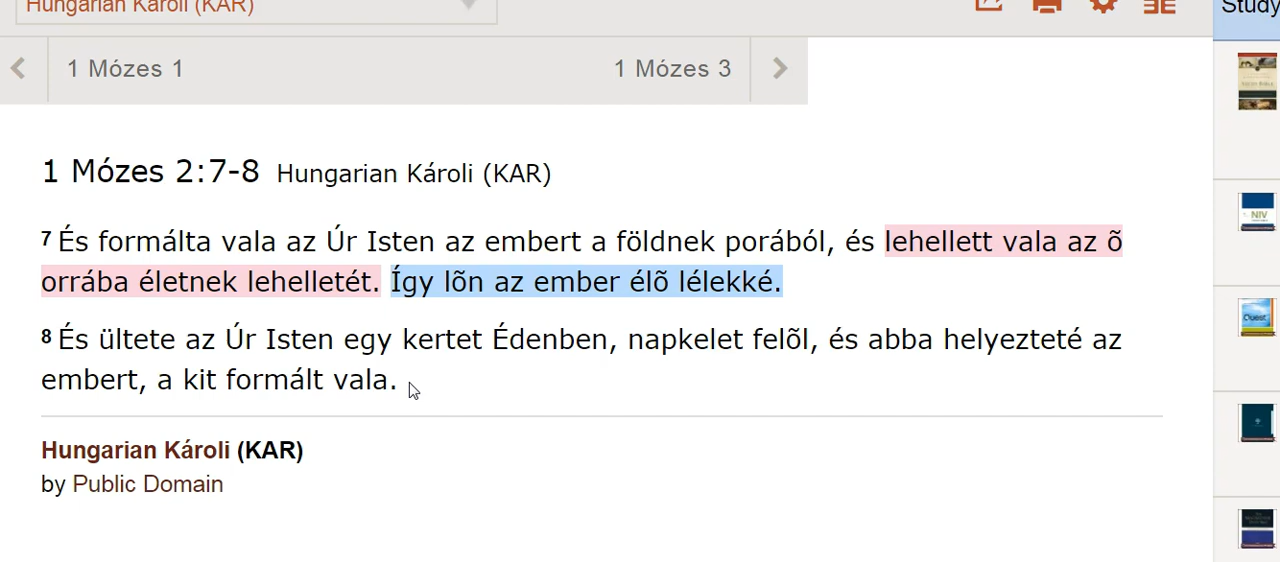 Hungarian Károli (KAR)
Study
1 Mózes 1
1 Mózes 3
1 Mózes 2:7-8 Hungarian Károli (KAR)
7 És formálta vala az Úr Isten az embert a földnek porából, és lehellett vala az õ
orrába életnek lehelletét. Így lõn az ember élõ lélekké.
8 És ültete az Úr Isten egy kertet Édenben, napkelet felõl, és abba helyezteté az
embert, a kit formált vala.
Hungarian Károli (KAR)
by Public Domain
NIV
Quest